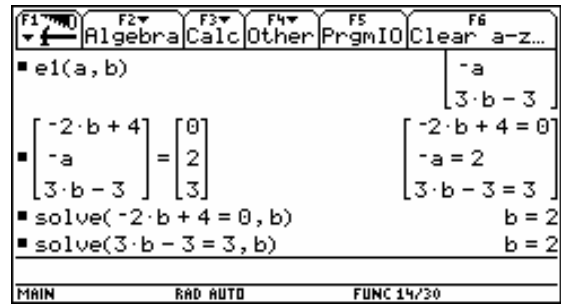 F1 F2 F3 F4 F5 F6
Algebra Calc Other PrgmIO Clear a-z…
■ e1(a,b) [⁻a
3·b − 3]
■ [⁻2·b + 4
⁻a
3·b − 3] = [0
2
3] [⁻2·b + 4 = 0
⁻a = 2
3·b − 3 = 3]
■ solve(⁻2·b + 4 = 0, b) b = 2
■ solve(3·b − 3 = 3, b) b = 2
MAIN RAD AUTO FUNC 14/30